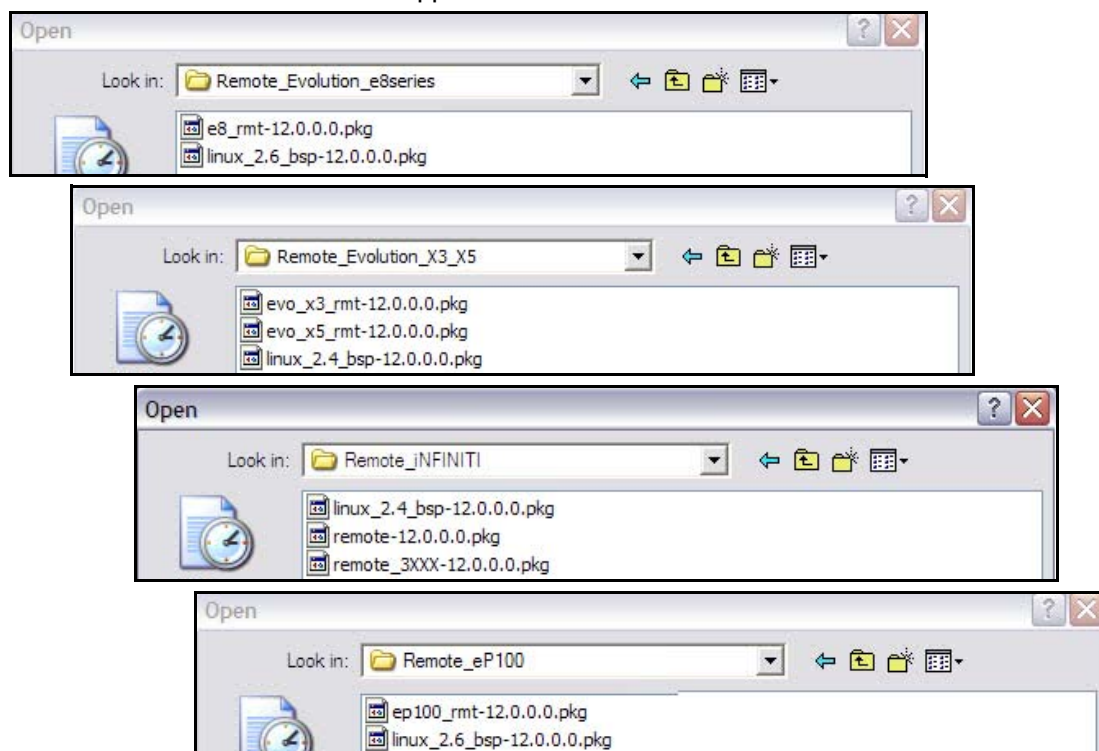 Open
Look in: Remote_Evolution_e8series
e8_rmt-12.0.0.0.pkg
linux_2.6_bsp-12.0.0.0.pkg
Open
Look in: Remote_Evolution_X3_X5
evo_x3_rmt-12.0.0.0.pkg
evo_x5_rmt-12.0.0.0.pkg
linux_2.4_bsp-12.0.0.0.pkg
Open
Look in: Remote_iNFINITI
linux_2.4_bsp-12.0.0.0.pkg
remote-12.0.0.0.pkg
remote_3XXX-12.0.0.0.pkg
Open
Look in: Remote_eP100
ep100_rmt-12.0.0.0.pkg
linux_2.6_bsp-12.0.0.0.pkg